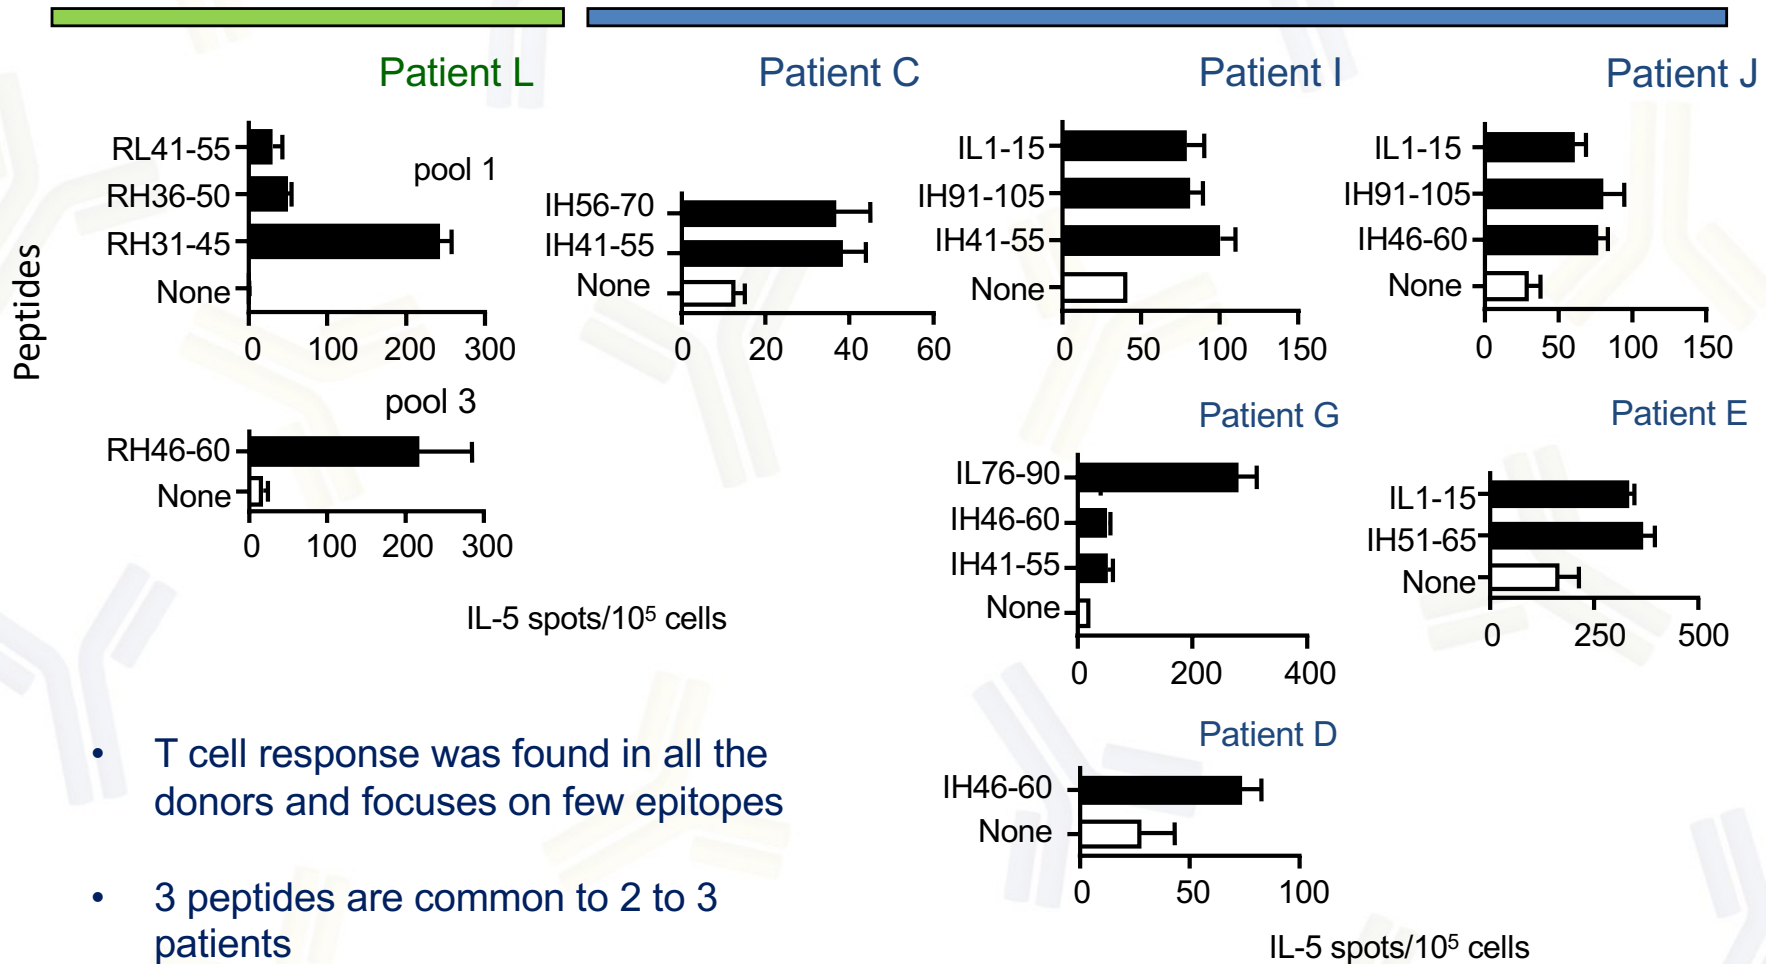 Patient L
Patient C
Patient I
Patient J
Peptides
RL41-55
RH36-50
RH31-45
None
pool 1
0 100 200 300
pool 3
RH46-60
None
0 100 200 300
IL-5 spots/10⁵ cells
IH56-70
IH41-55
None
0 20 40 60
IL1-15
IH91-105
IH41-55
None
0 50 100 150
IL1-15
IH91-105
IH46-60
None
0 50 100 150
Patient G
IL76-90
IH46-60
IH41-55
None
0 200 400
Patient E
IL1-15
IH51-65
None
0 250 500
Patient D
IH46-60
None
0 50 100
IL-5 spots/10⁵ cells
• T cell response was found in all the
donors and focuses on few epitopes
• 3 peptides are common to 2 to 3
patients